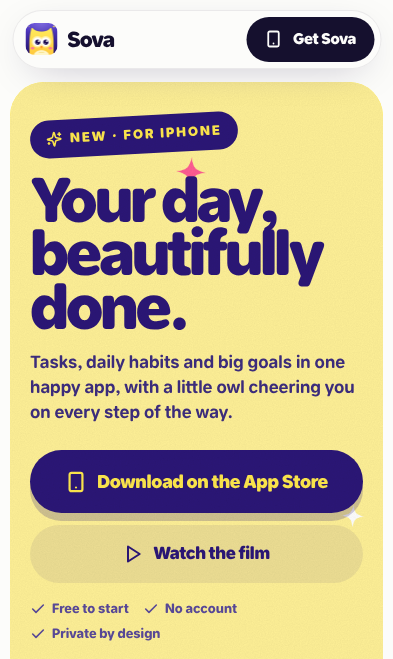 Sova
Get Sova
NEW · FOR IPHONE
Your day,
beautifully
done.
Tasks, daily habits and big goals in one
happy app, with a little owl cheering you
on every step of the way.
Download on the App Store
Watch the film
Free to start
No account
Private by design